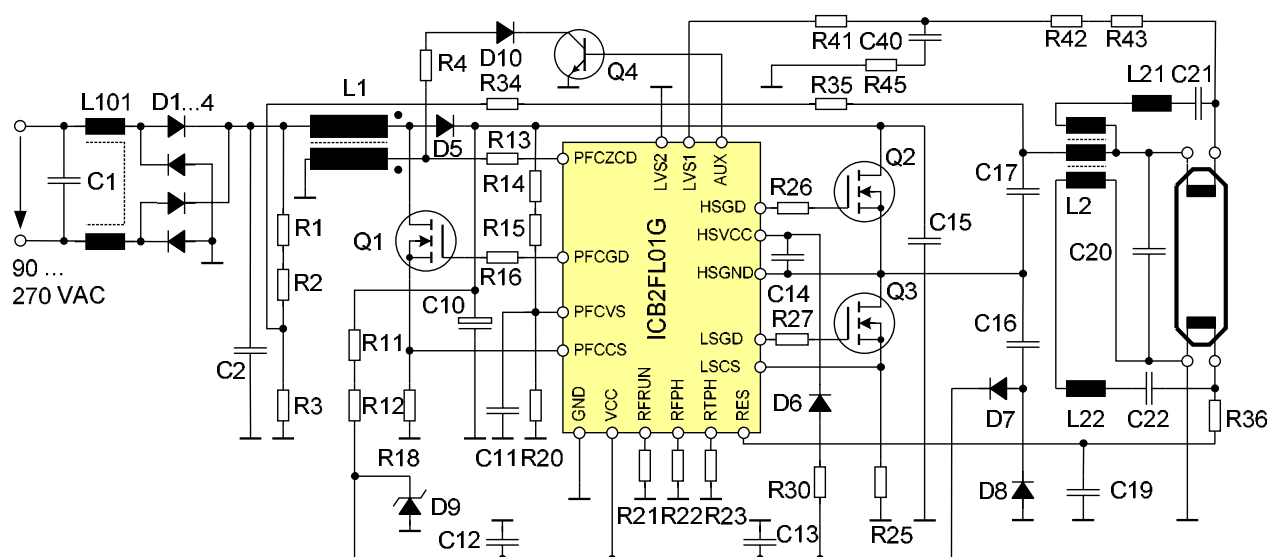 R41
C40
R42
R43
D10
Q4
R4
R34
R35
R45
L21
C21
L101
D1...4
L1
D5
R13
PFCZCD
LVS2
LVS1
AUX
Q2
C17
L2
C1
R14
R26
HSGD
R1
Q1
R15
HSVCC
C15
C20
R16
PFCGD
ICB2FL01G
HSGND
90 ...
270 VAC
R2
C10
C14
Q3
PFCVS
R27
C16
R11
LSGD
C2
PFCCS
LSCS
R3
R12
GND
VCC
RFRUN
RFPH
RTPH
RES
D6
D7
L22
C22
R36
R18
C11
R20
R30
D8
C19
D9
R21
R22
R23
R25
C12
C13